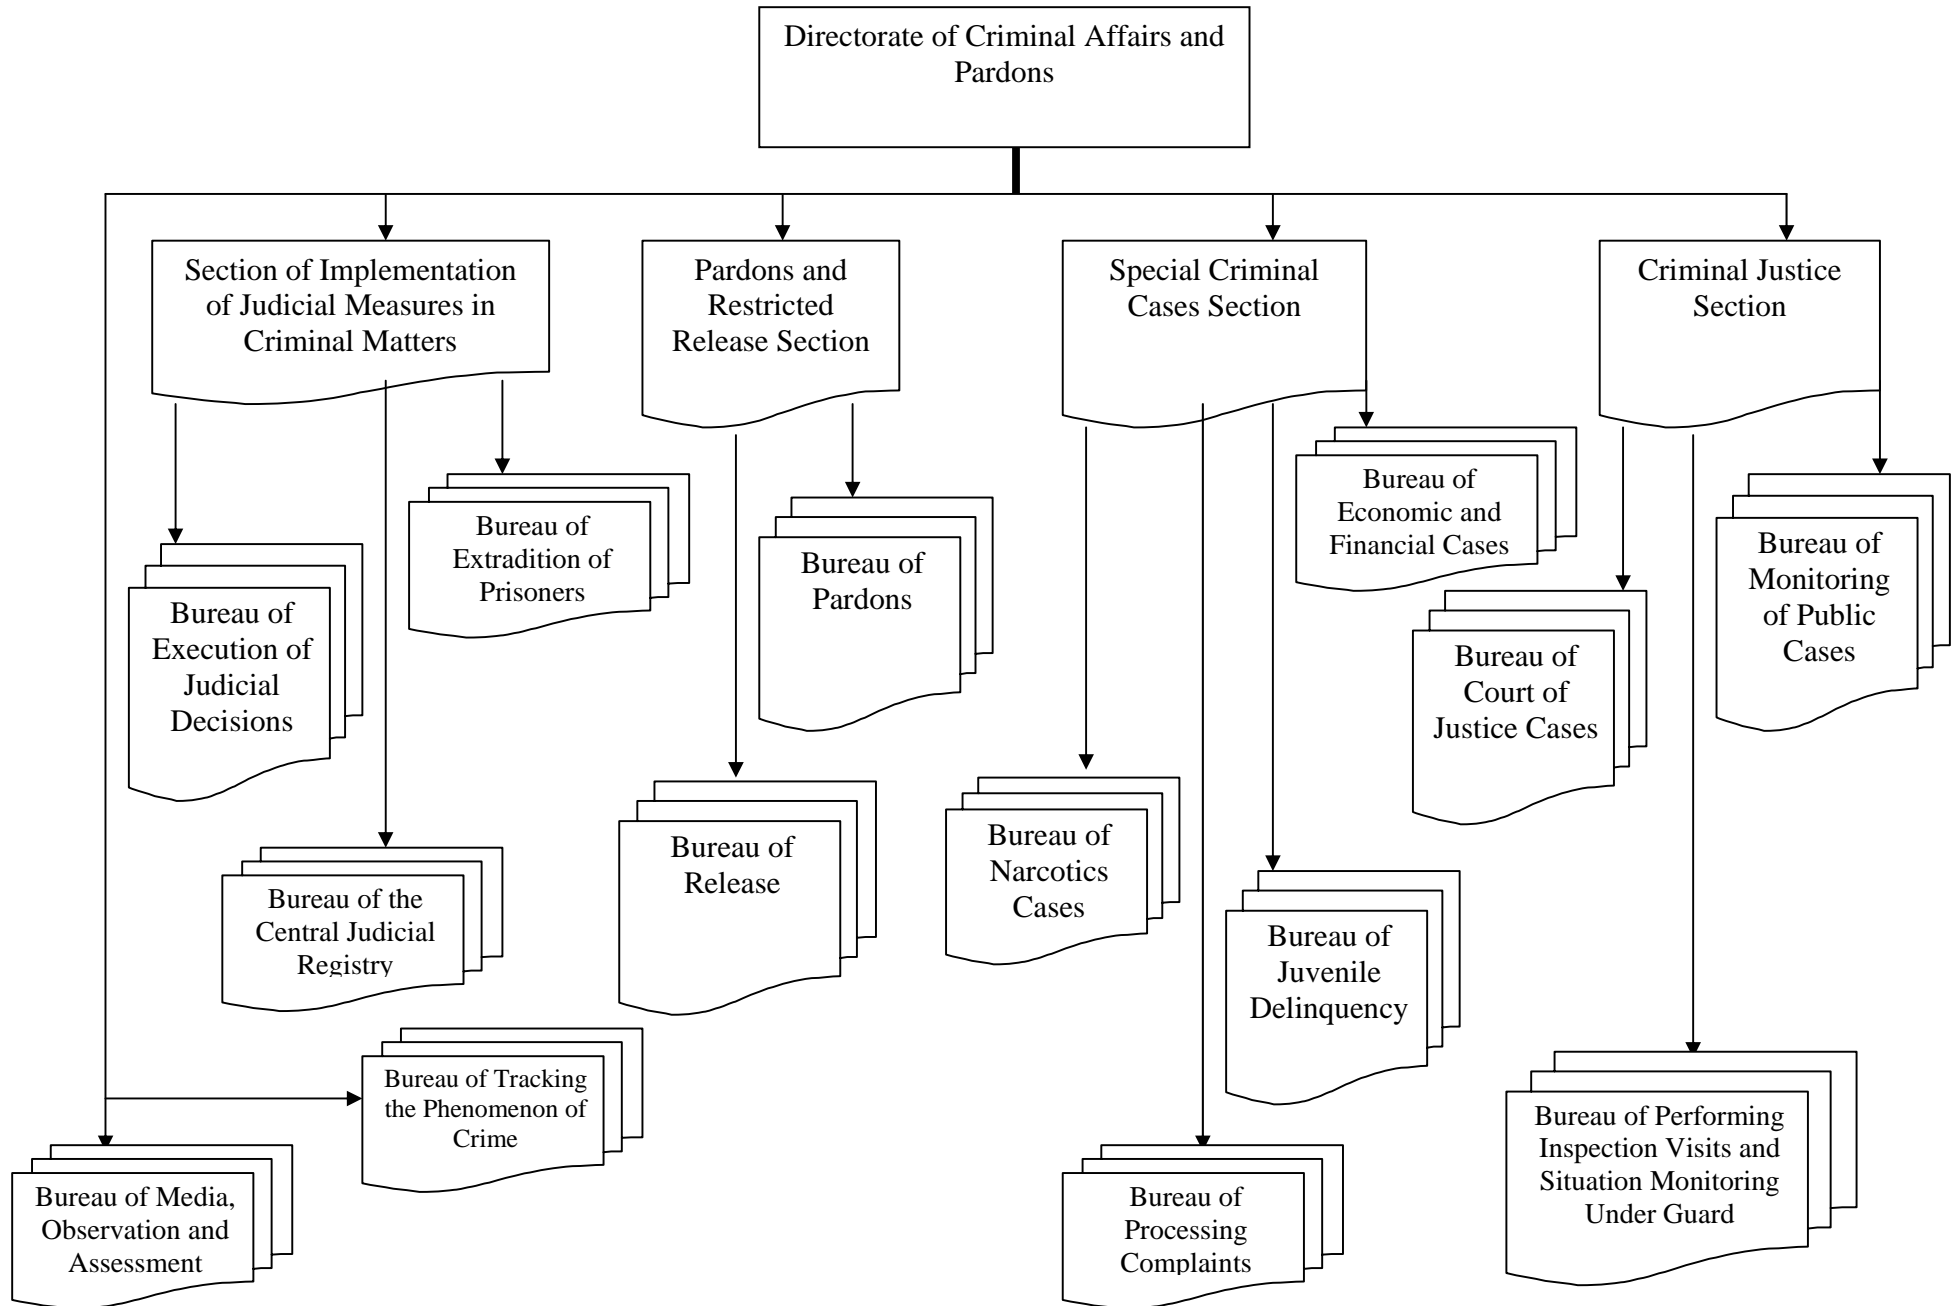 Directorate of Criminal Affairs and
Pardons
Section of Implementation
of Judicial Measures in
Criminal Matters
Pardons and
Restricted
Release Section
Special Criminal
Cases Section
Criminal Justice
Section
Bureau of
Execution of
Judicial
Decisions
Bureau of
Extradition of
Prisoners
Bureau of the
Central Judicial
Registry
Bureau of
Pardons
Bureau of
Release
Bureau of
Economic and
Financial Cases
Bureau of
Narcotics
Cases
Bureau of
Juvenile
Delinquency
Bureau of
Processing
Complaints
Bureau of
Court of
Justice Cases
Bureau of
Monitoring
of Public
Cases
Bureau of Performing
Inspection Visits and
Situation Monitoring
Under Guard
Bureau of Tracking
the Phenomenon of
Crime
Bureau of Media,
Observation and
Assessment